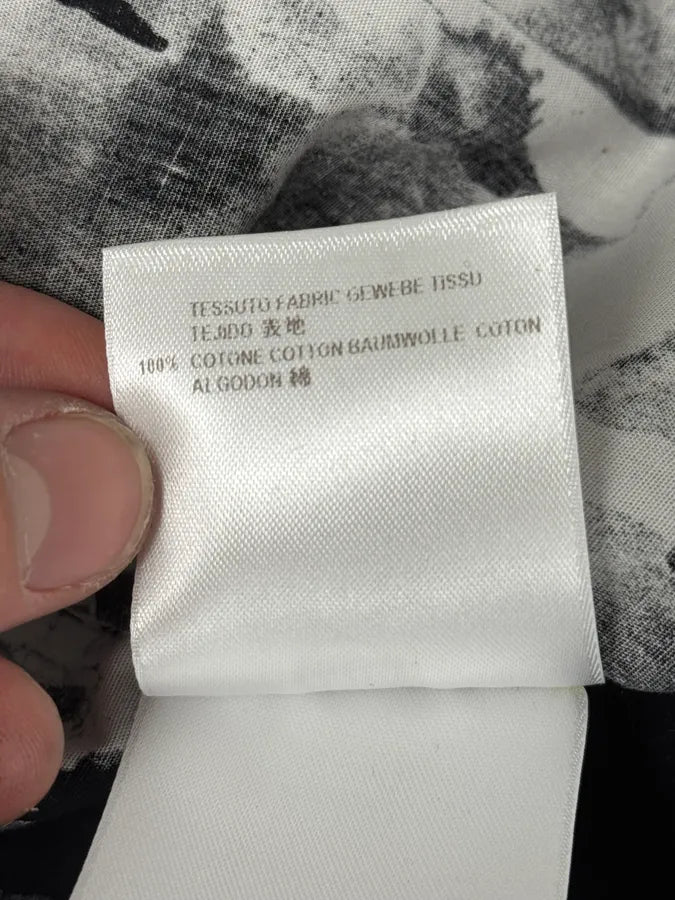 TESSUTO FABRIC GEWEBE TISSU
TEJIDO 表地
100% COTONE COTTON BAUMWOLLE COTON
ALGODON 綿